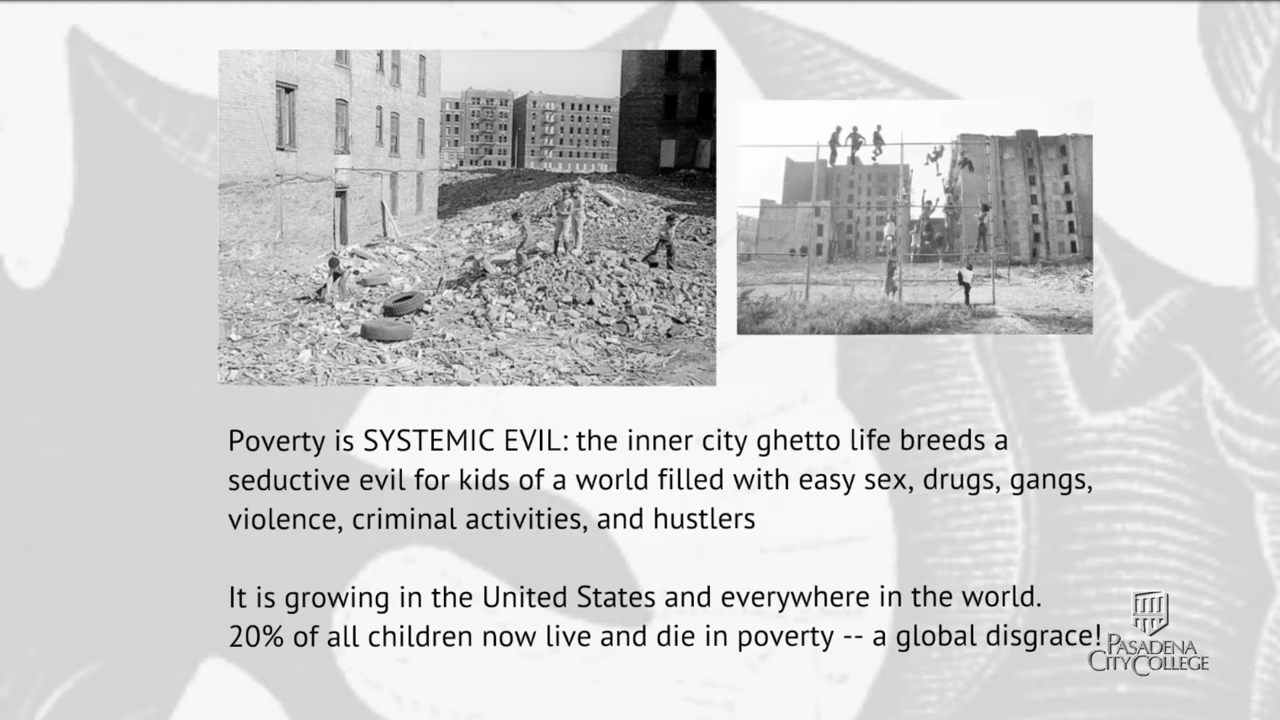 Poverty is SYSTEMIC EVIL: the inner city ghetto life breeds a
seductive evil for kids of a world filled with easy sex, drugs, gangs,
violence, criminal activities, and hustlers
It is growing in the United States and everywhere in the world.
20% of all children now live and die in poverty -- a global disgrace!
PASADENA
CITY COLLEGE